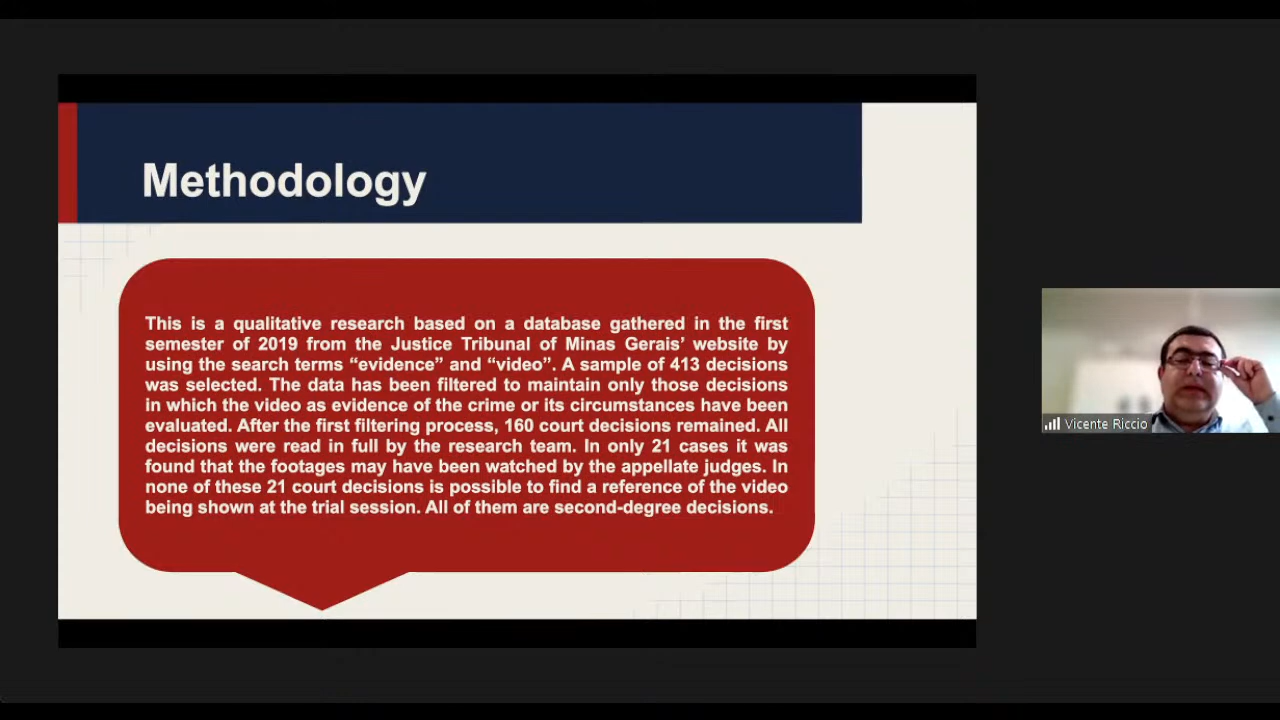 Methodology
This is a qualitative research based on a database gathered in the first
semester of 2019 from the Justice Tribunal of Minas Gerais’ website by
using the search terms “evidence” and “video”. A sample of 413 decisions
was selected. The data has been filtered to maintain only those decisions
in which the video as evidence of the crime or its circumstances have been
evaluated. After the first filtering process, 160 court decisions remained. All
decisions were read in full by the research team. In only 21 cases it was
found that the footages may have been watched by the appellate judges. In
none of these 21 court decisions is possible to find a reference of the video
being shown at the trial session. All of them are second-degree decisions.
Vicente Riccio